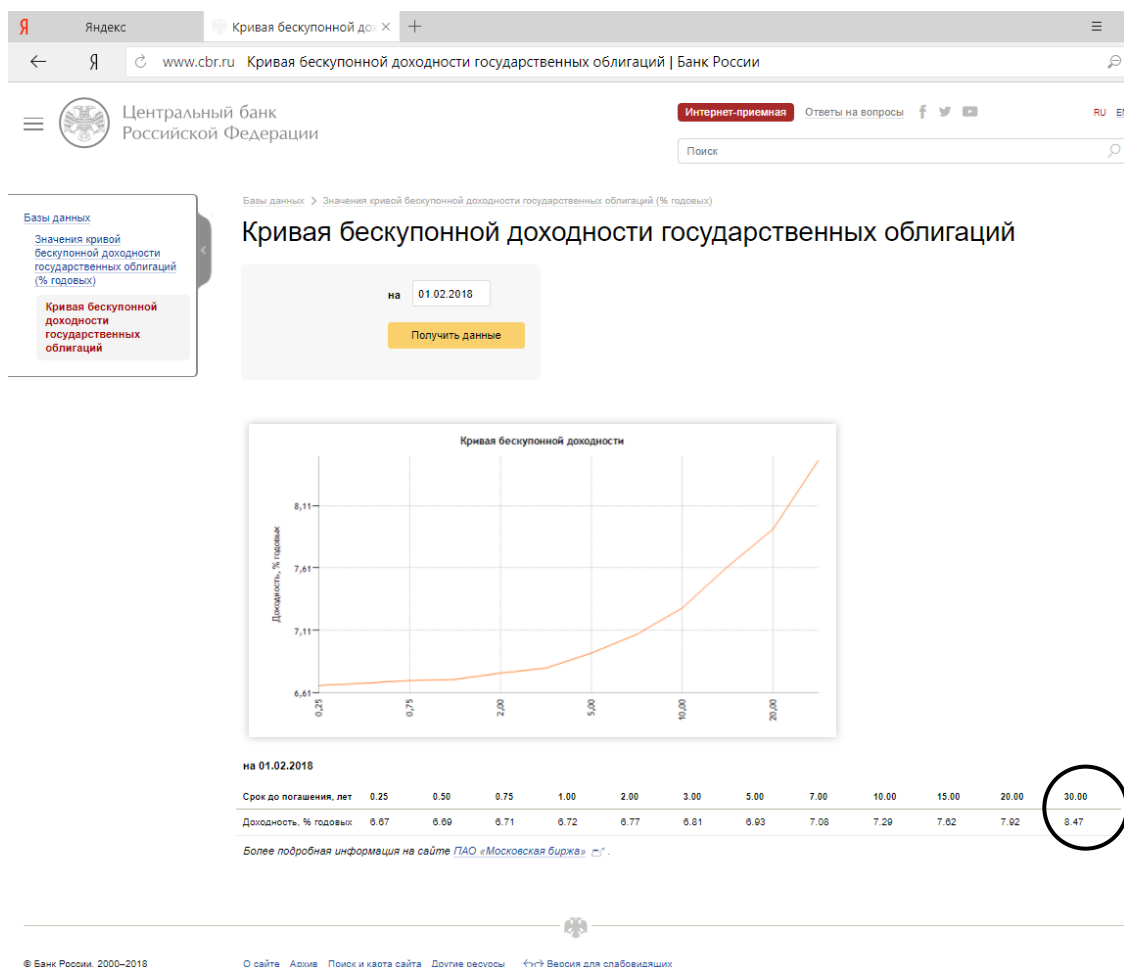 Я Яндекс Кривая бескупонной до
Я www.cbr.ru Кривая бескупонной доходности государственных облигаций | Банк России
Центральный банк
Российской Федерации
Интернет-приемная Ответы на вопросы RU
Поиск
Базы данных
Значения кривой
бескупонной доходности
государственных облигаций
(% годовых)
Кривая бескупонной
доходности
государственных
облигаций
Базы данных > Значения кривой бескупонной доходности государственных облигаций (% годовых)
Кривая бескупонной доходности государственных облигаций
на 01.02.2018
Получить данные
Кривая бескупонной доходности
Доходность, % годовых
8,11
7,61
7,11
6,61
0,25 0,75 2,00 5,00 10,00 20,00
на 01.02.2018
Срок до погашения, лет 0.25 0.50 0.75 1.00 2.00 3.00 5.00 7.00 10.00 15.00 20.00 30.00
Доходность, % годовых 6.67 6.69 6.71 6.72 6.77 6.81 6.93 7.08 7.29 7.62 7.92 8.47
Более подробная информация на сайте ПАО «Московская биржа» .
© Банк России, 2000–2018 О сайте Архив Поиск и карта сайта Другие ресурсы Версия для слабовидящих